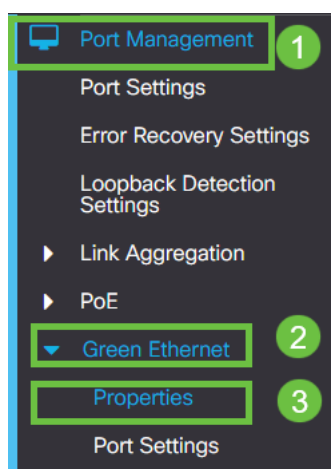 Port Management 1
Port Settings
Error Recovery Settings
Loopback Detection
Settings
Link Aggregation
PoE
Green Ethernet 2
Properties 3
Port Settings